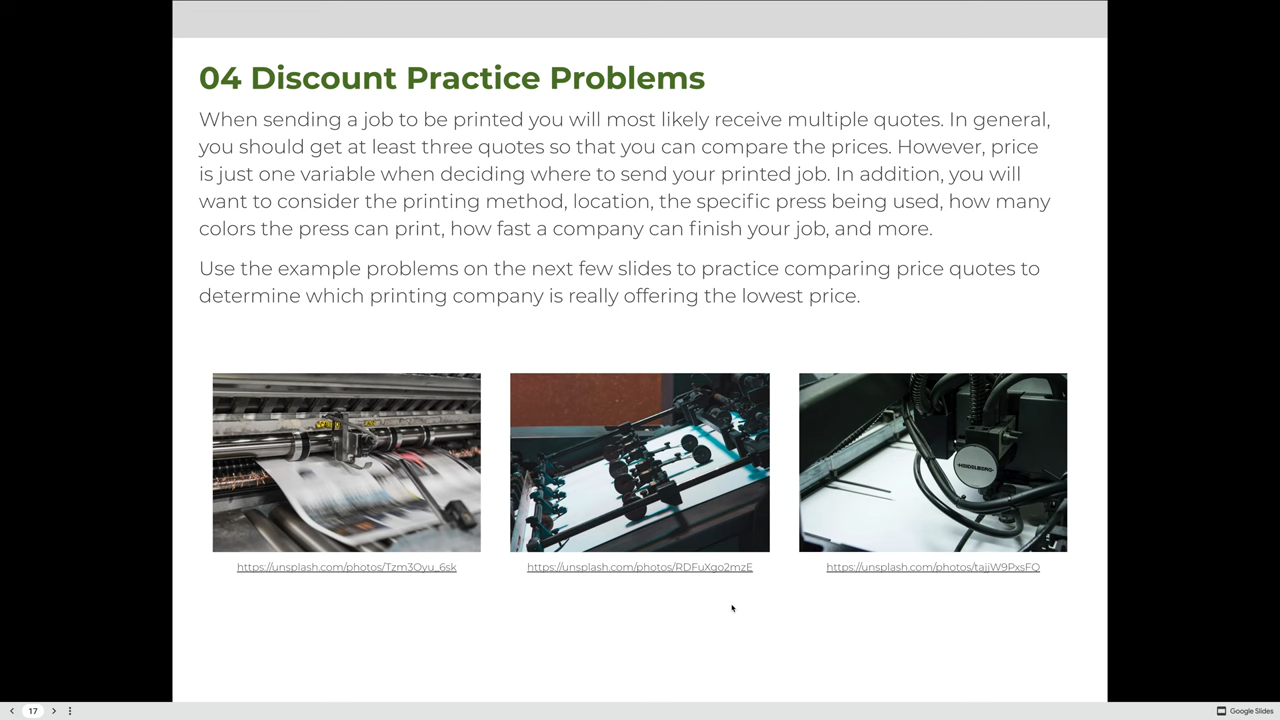 04 Discount Practice Problems
When sending a job to be printed you will most likely receive multiple quotes. In general,
you should get at least three quotes so that you can compare the prices. However, price
is just one variable when deciding where to send your printed job. In addition, you will
want to consider the printing method, location, the specific press being used, how many
colors the press can print, how fast a company can finish your job, and more.
Use the example problems on the next few slides to practice comparing price quotes to
determine which printing company is really offering the lowest price.
HEIDELBERG
https://unsplash.com/photos/Tzm3Oyu_6sk
https://unsplash.com/photos/RDFuXqo2mzE
https://unsplash.com/photos/tajjW9PxsFQ
17
Google Slides